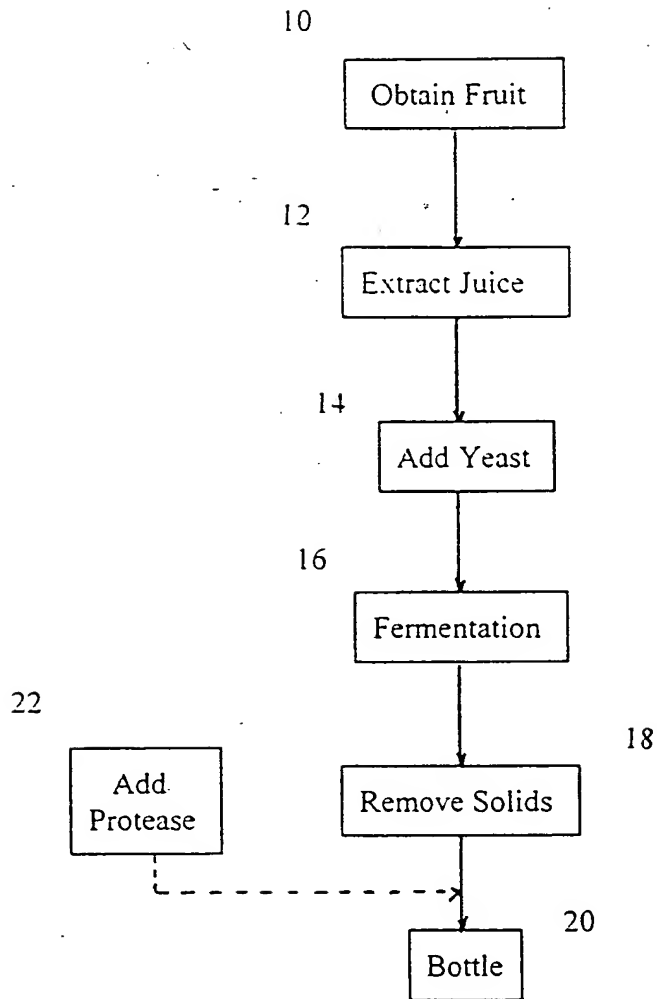 10
Obtain Fruit
12
Extract Juice
14
Add Yeast
16
Fermentation
22
18
Add
Protease
Remove Solids
20
Bottle